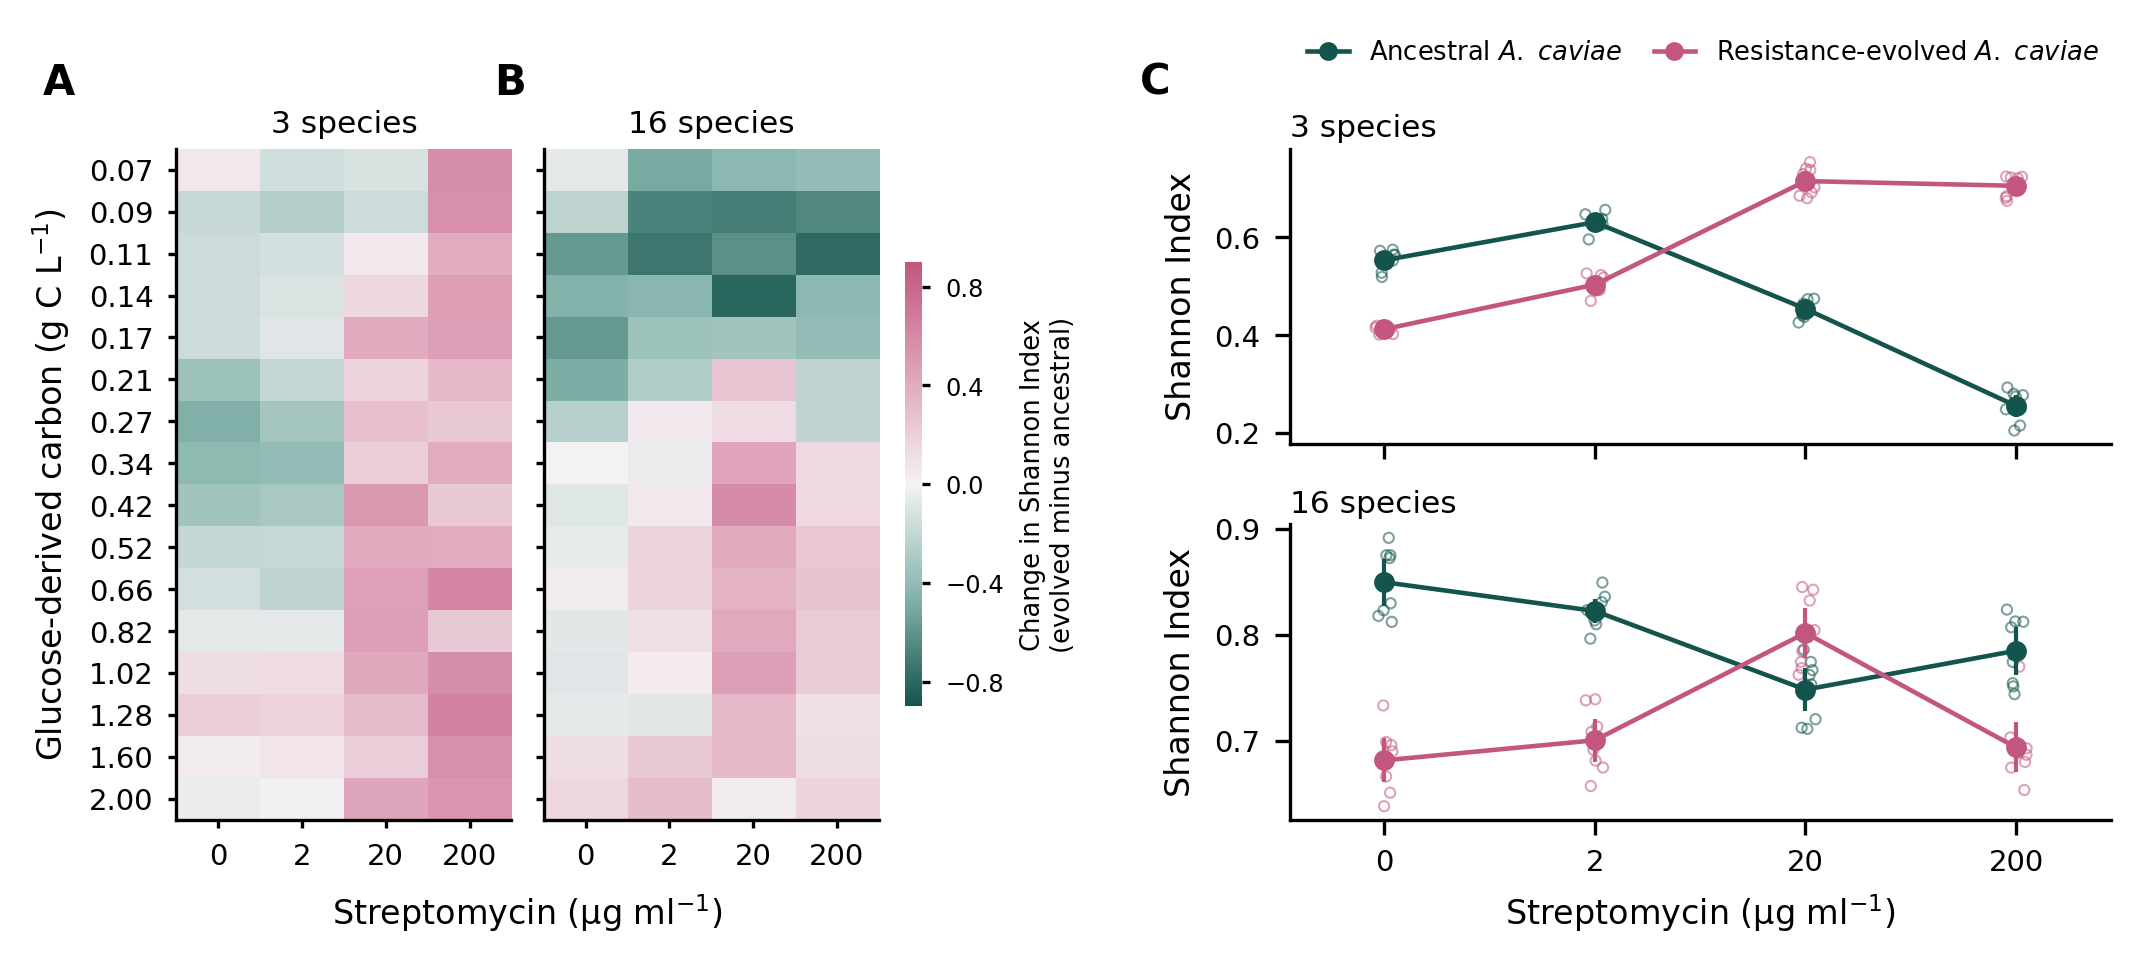 A
B
C
Ancestral A. caviae
Resistance-evolved A. caviae
3 species
16 species
Glucose-derived carbon (g C L⁻¹)
0.07
0.09
0.11
0.14
0.17
0.21
0.27
0.34
0.42
0.52
0.66
0.82
1.02
1.28
1.60
2.00
0 2 20 200
0 2 20 200
Streptomycin (µg ml⁻¹)
0.8
0.4
0.0
−0.4
−0.8
Change in Shannon Index
(evolved minus ancestral)
3 species
Shannon Index
0.6
0.4
0.2
16 species
Shannon Index
0.9
0.8
0.7
0 2 20 200
Streptomycin (µg ml⁻¹)